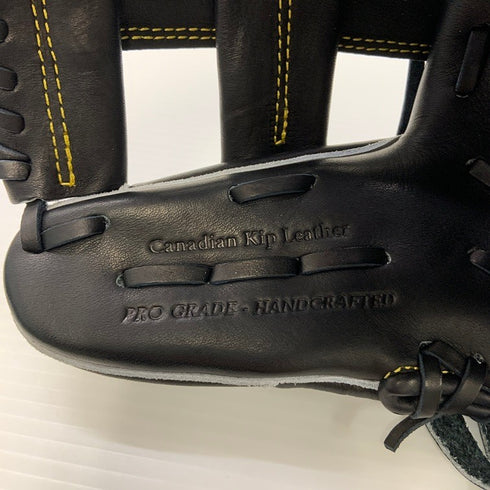 Canadian Kip Leather
PRO GRADE - HANDCRAFTED